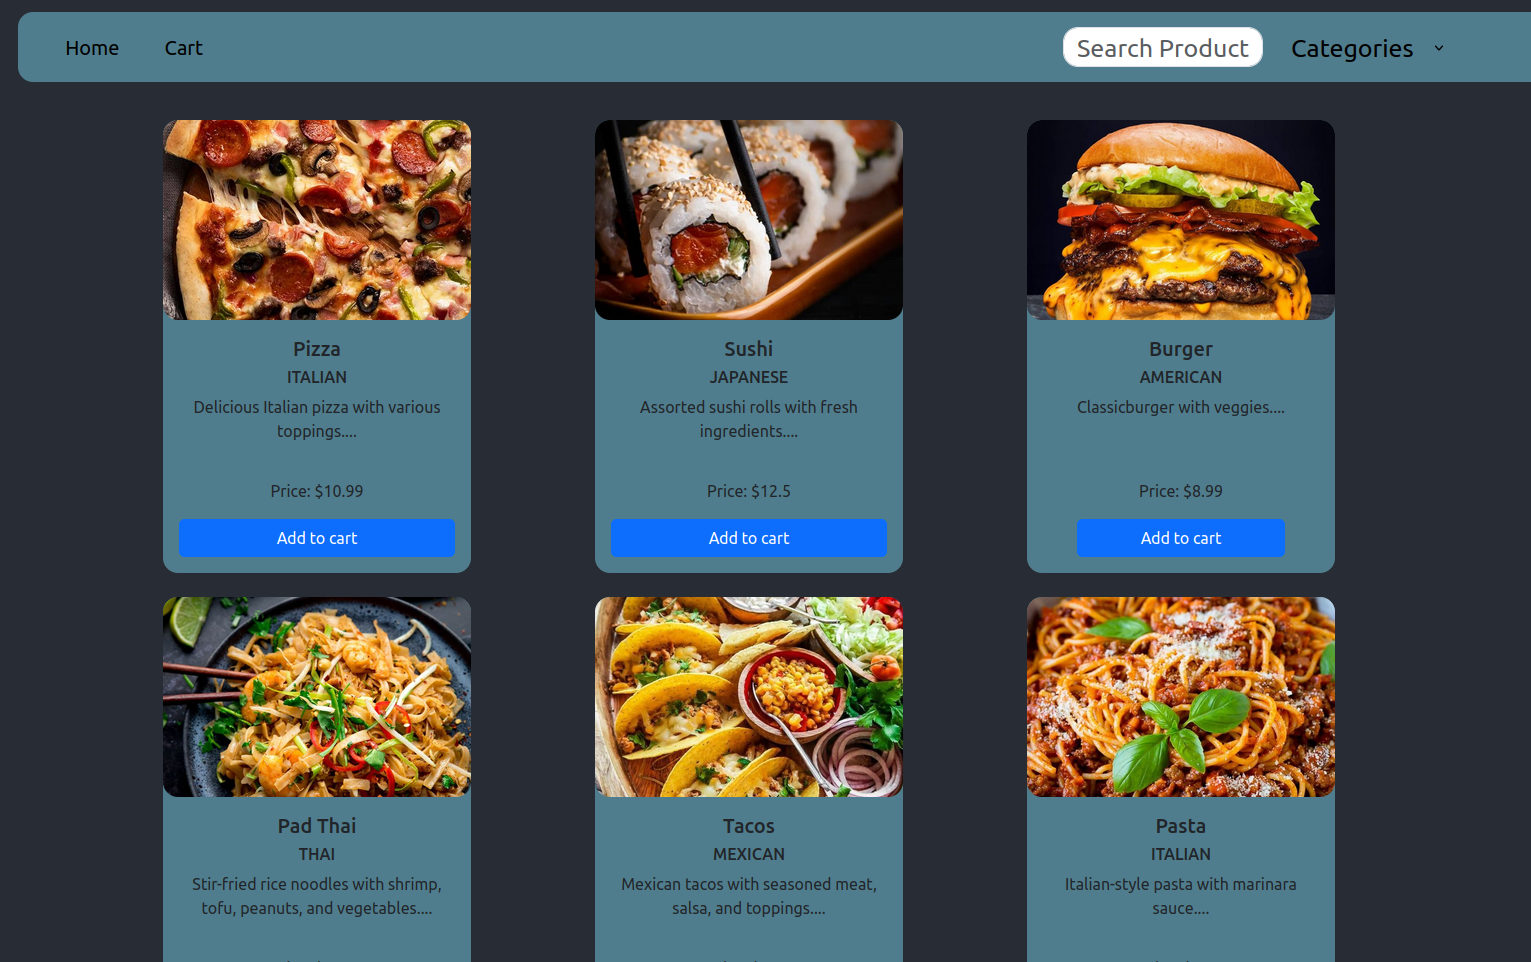 Home
Cart
Search Product
Categories
Pizza
ITALIAN
Delicious Italian pizza with various
toppings....
Price: $10.99
Add to cart
Sushi
JAPANESE
Assorted sushi rolls with fresh
ingredients....
Price: $12.5
Add to cart
Burger
AMERICAN
Classicburger with veggies....
Price: $8.99
Add to cart
Pad Thai
THAI
Stir-fried rice noodles with shrimp,
tofu, peanuts, and vegetables....
Tacos
MEXICAN
Mexican tacos with seasoned meat,
salsa, and toppings....
Pasta
ITALIAN
Italian-style pasta with marinara
sauce....